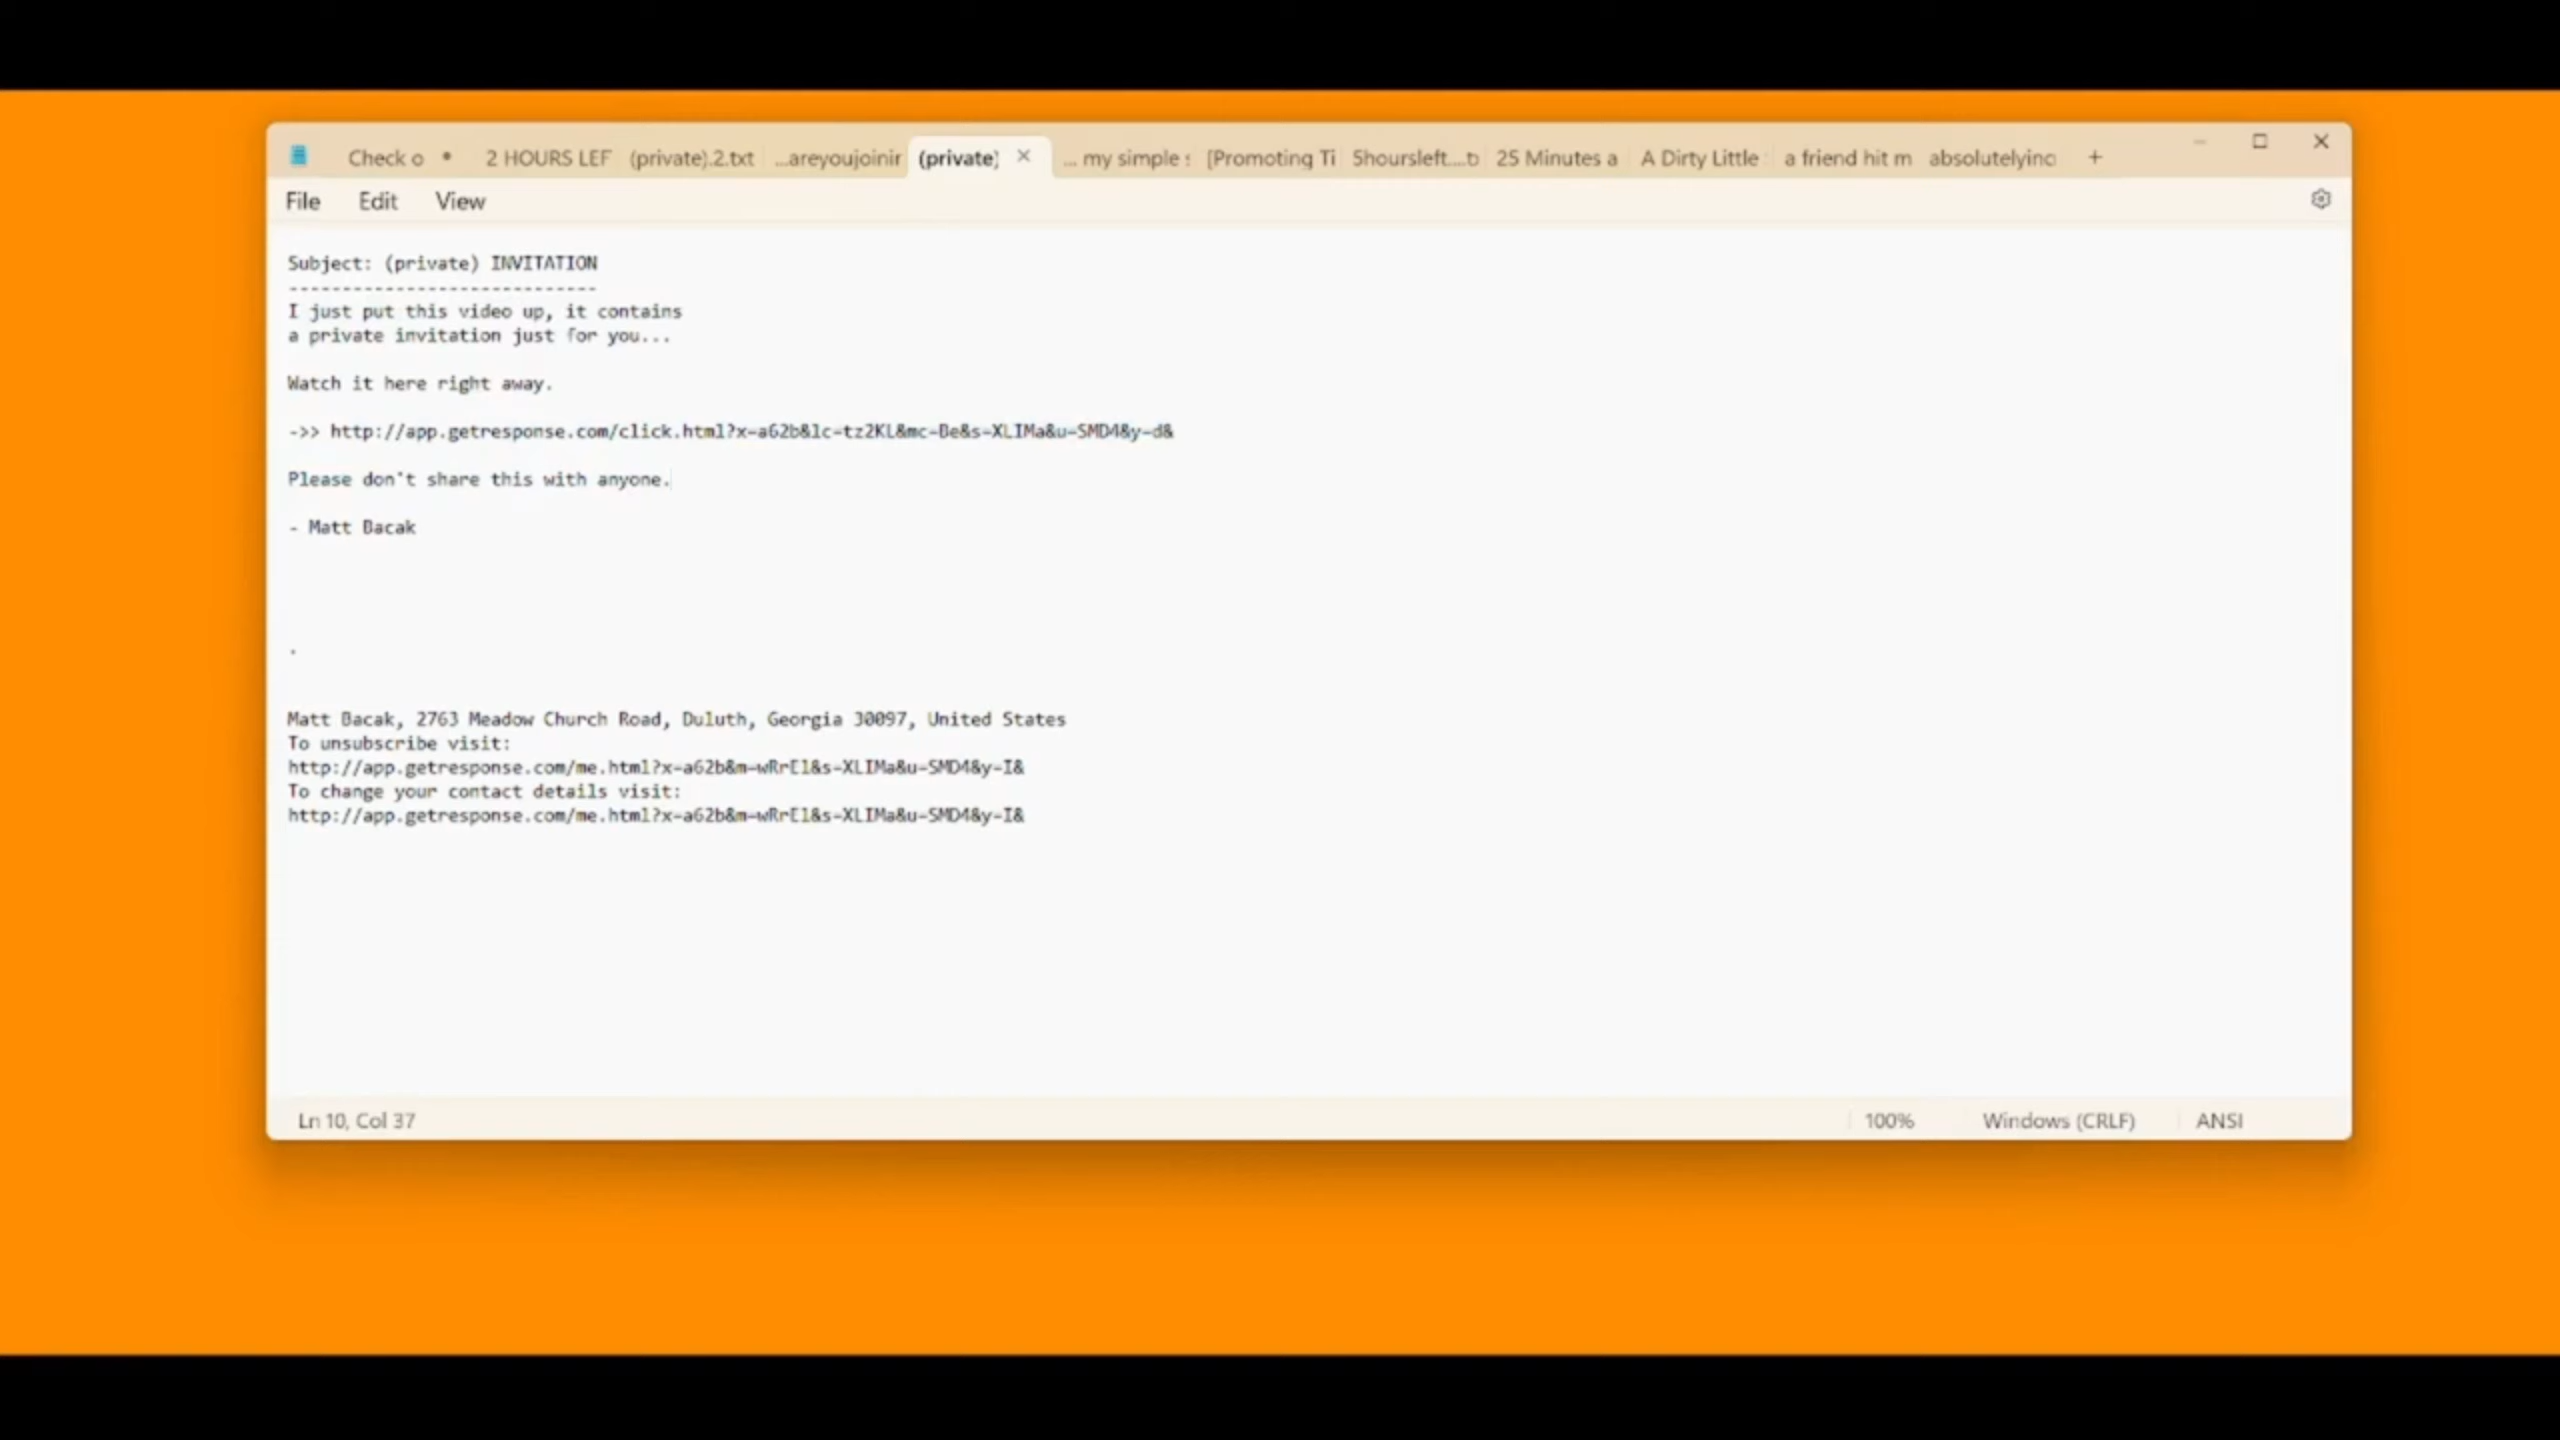 Check o
2 HOURS LEF
(private).2.txt
...areyoujoinir
(private)
... my simple
[Promoting Ti
5hoursleft....b
25 Minutes a
A Dirty Little
a friend hit m
absolutelyinc
File Edit View
Subject: (private) INVITATION
-----------------------------
I just put this video up, it contains
a private invitation just for you...
Watch it here right away.
->> http://app.getresponse.com/click.html?x=a62b&lc=tz2KL&mc=Be&s=XLIMa&u=SMD4&y=d&
Please don't share this with anyone.
- Matt Bacak
.
Matt Bacak, 2763 Meadow Church Road, Duluth, Georgia 30097, United States
To unsubscribe visit:
http://app.getresponse.com/me.html?x=a62b&m=wRrEl&s=XLIMa&u=SMD4&y=I&
To change your contact details visit:
http://app.getresponse.com/me.html?x=a62b&m=wRrEl&s=XLIMa&u=SMD4&y=I&
Ln 10, Col 37
100%
Windows (CRLF)
ANSI